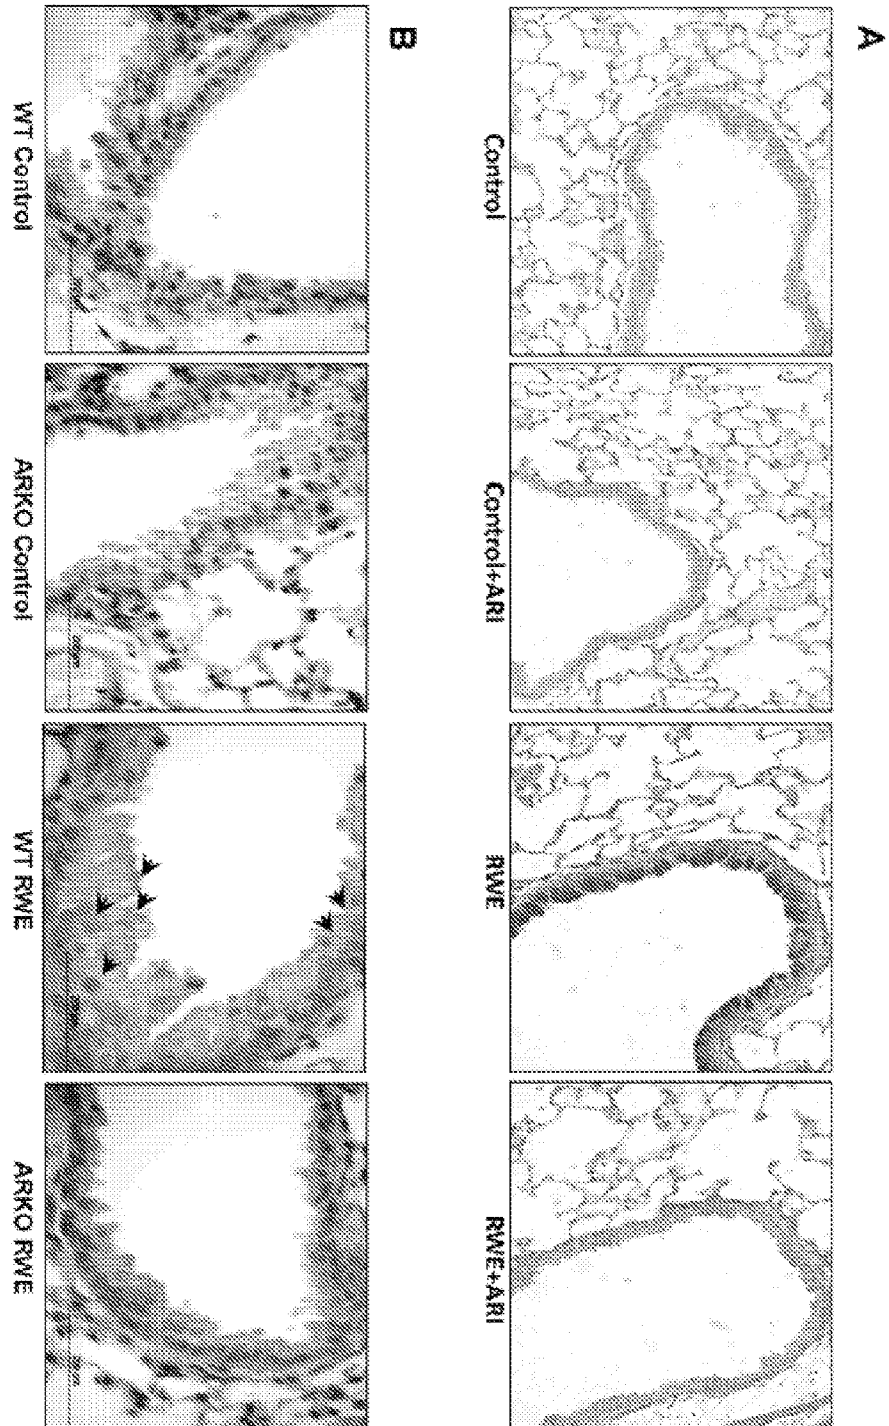 A
Control
Control+ARI
RWE
RWE+ARI
B
WT Control
ARKO Control
WT RWE
ARKO RWE